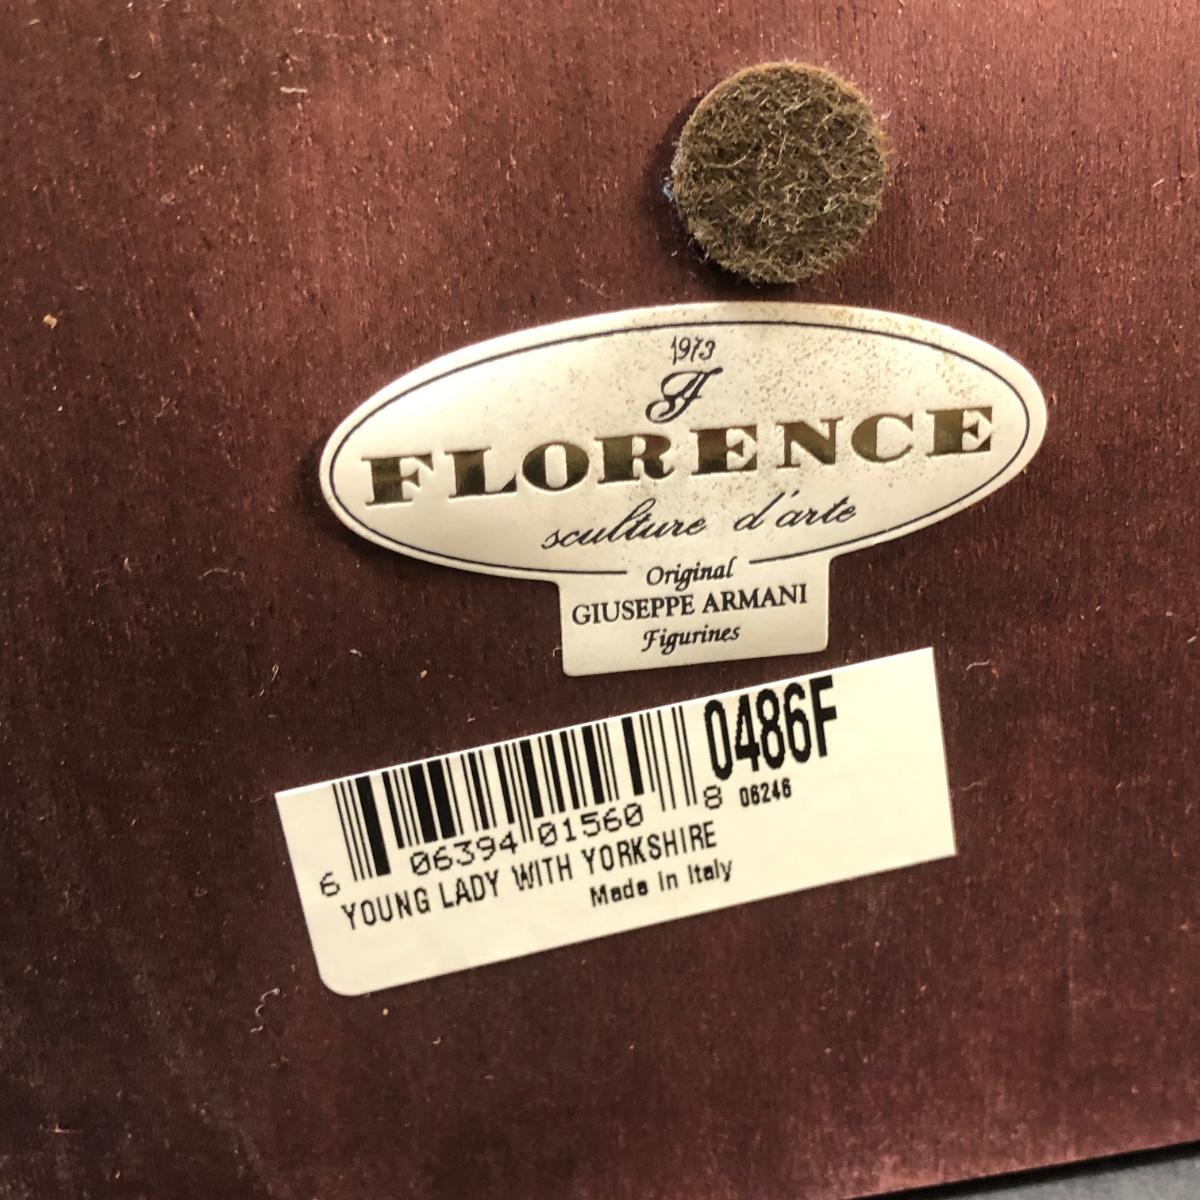 1973
F
FLORENCE
sculture d'arte
Original
GIUSEPPE ARMANI
Figurines
0486F
6 06394 01560 8 06246
YOUNG LADY WITH YORKSHIRE
Made in Italy